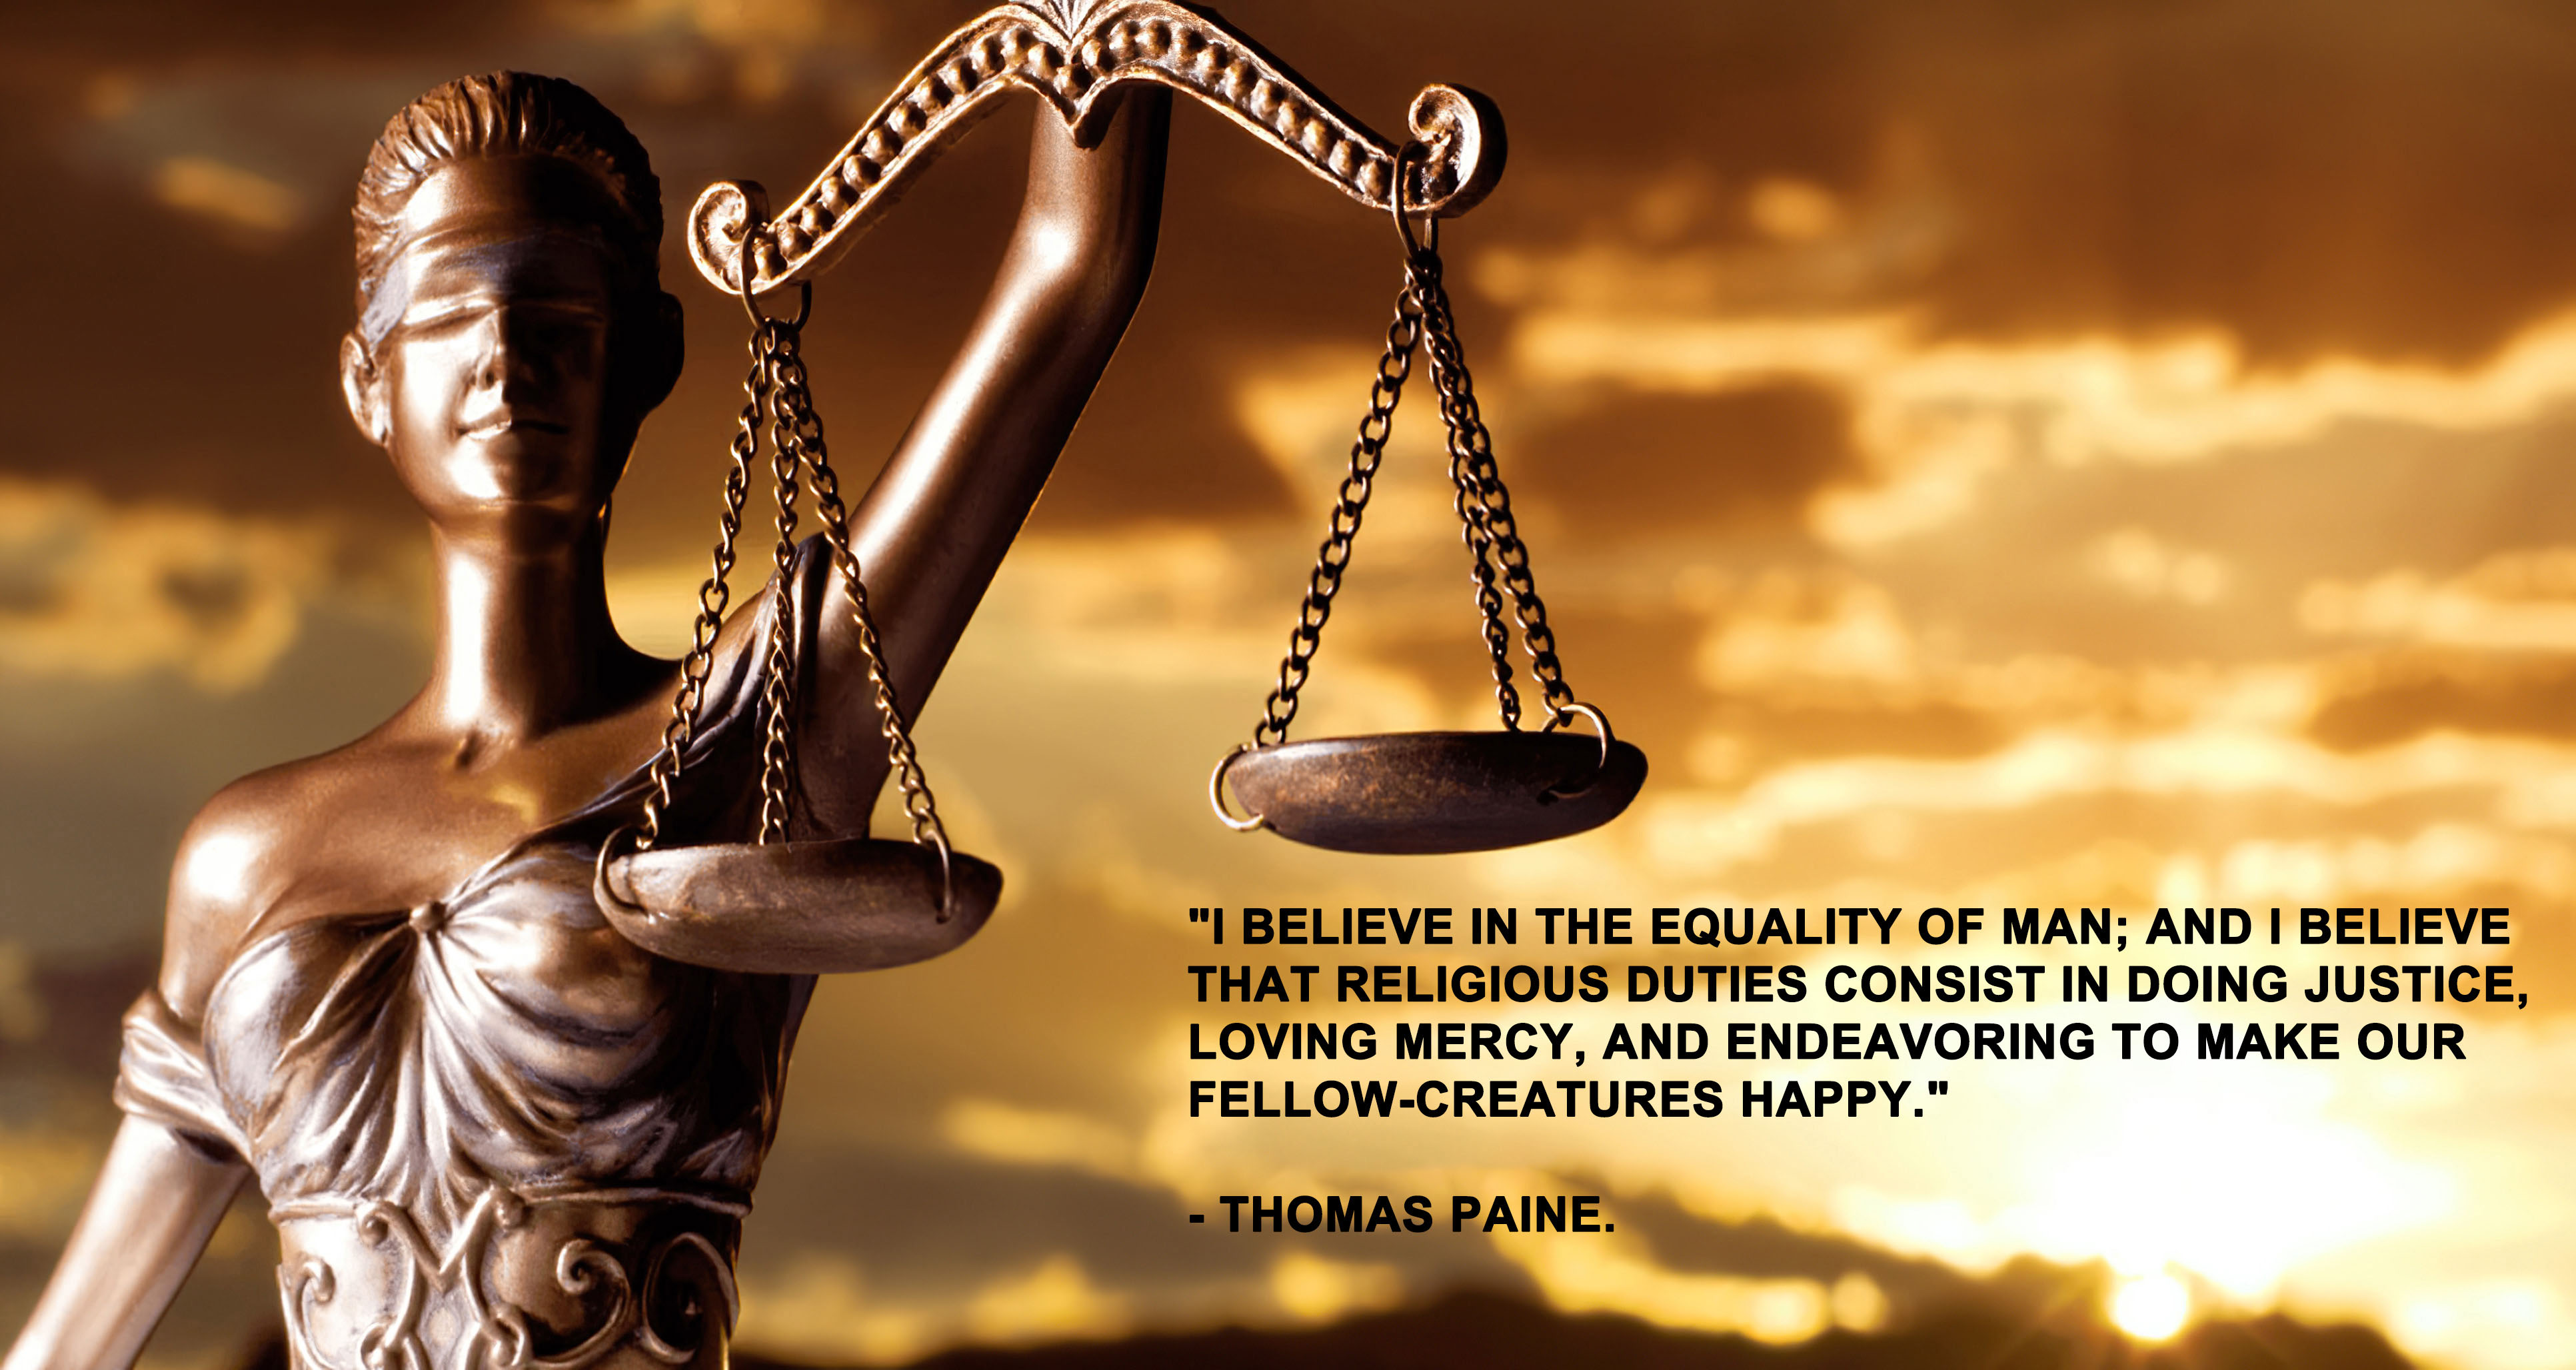 "I BELIEVE IN THE EQUALITY OF MAN; AND I BELIEVE
THAT RELIGIOUS DUTIES CONSIST IN DOING JUSTICE,
LOVING MERCY, AND ENDEAVORING TO MAKE OUR
FELLOW-CREATURES HAPPY."
- THOMAS PAINE.